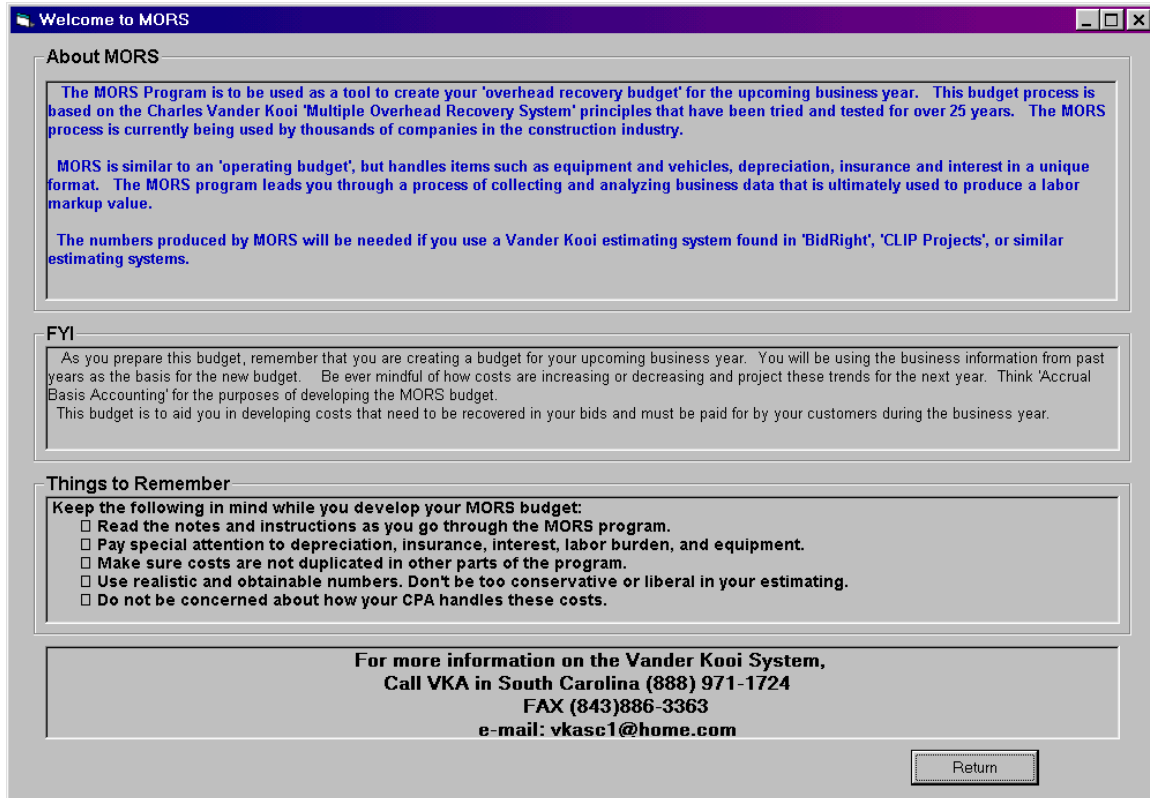 Welcome to MORS
About MORS
The MORS Program is to be used as a tool to create your 'overhead recovery budget' for the upcoming business year. This budget process is
based on the Charles Vander Kooi 'Multiple Overhead Recovery System' principles that have been tried and tested for over 25 years. The MORS
process is currently being used by thousands of companies in the construction industry.
MORS is similar to an 'operating budget', but handles items such as equipment and vehicles, depreciation, insurance and interest in a unique
format. The MORS program leads you through a process of collecting and analyzing business data that is ultimately used to produce a labor
markup value.
The numbers produced by MORS will be needed if you use a Vander Kooi estimating system found in 'BidRight', 'CLIP Projects', or similar
estimating systems.
FYI
As you prepare this budget, remember that you are creating a budget for your upcoming business year. You will be using the business information from past
years as the basis for the new budget. Be ever mindful of how costs are increasing or decreasing and project these trends for the next year. Think 'Accrual
Basis Accounting' for the purposes of developing the MORS budget.
This budget is to aid you in developing costs that need to be recovered in your bids and must be paid for by your customers during the business year.
Things to Remember
Keep the following in mind while you develop your MORS budget:
▯ Read the notes and instructions as you go through the MORS program.
▯ Pay special attention to depreciation, insurance, interest, labor burden, and equipment.
▯ Make sure costs are not duplicated in other parts of the program.
▯ Use realistic and obtainable numbers. Don't be too conservative or liberal in your estimating.
▯ Do not be concerned about how your CPA handles these costs.
For more information on the Vander Kooi System,
Call VKA in South Carolina (888) 971-1724
FAX (843)886-3363
e-mail: vkasc1@home.com
Return